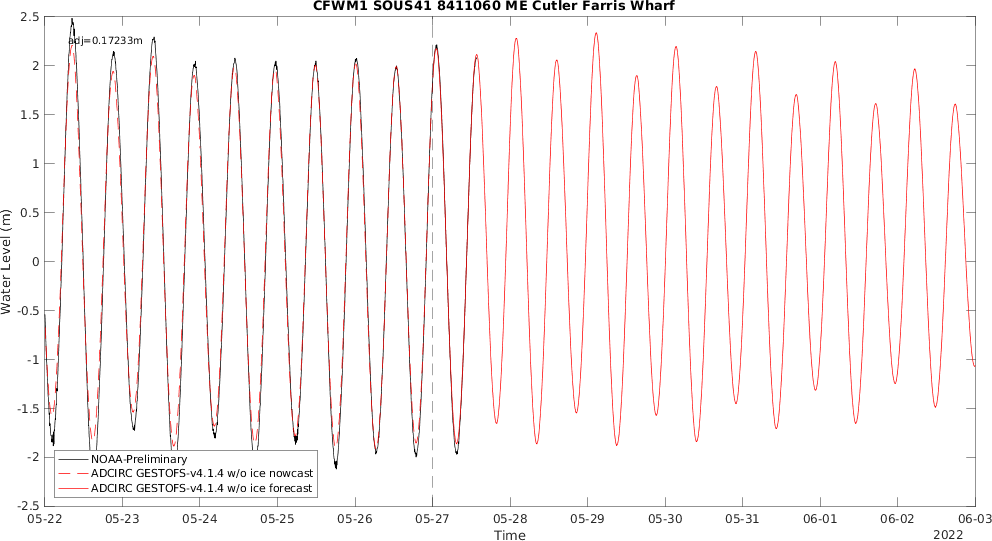 CFWM1 SOUS41 8411060 ME Cutler Farris Wharf
adj=0.17233m
2.5
2
1.5
1
0.5
0
-0.5
-1
-1.5
-2
-2.5
Water Level (m)
NOAA-Preliminary
ADCIRC GESTOFS-v4.1.4 w/o ice nowcast
ADCIRC GESTOFS-v4.1.4 w/o ice forecast
05-22 05-23 05-24 05-25 05-26 05-27 05-28 05-29 05-30 05-31 06-01 06-02 06-03
Time
2022